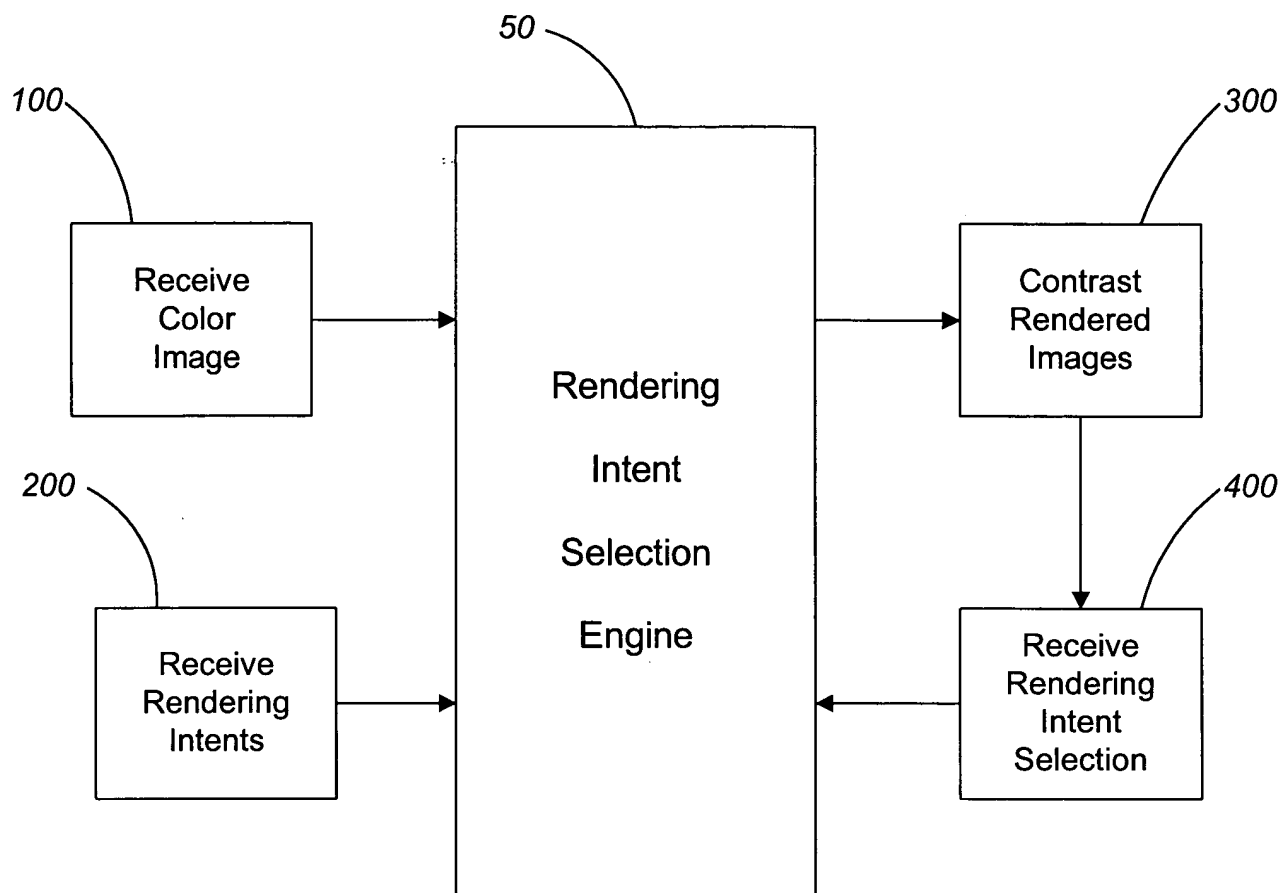 50
100
300
Receive
Color
Image
Contrast
Rendered
Images
Rendering
Intent
Selection
Engine
200
400
Receive
Rendering
Intents
Receive
Rendering
Intent
Selection